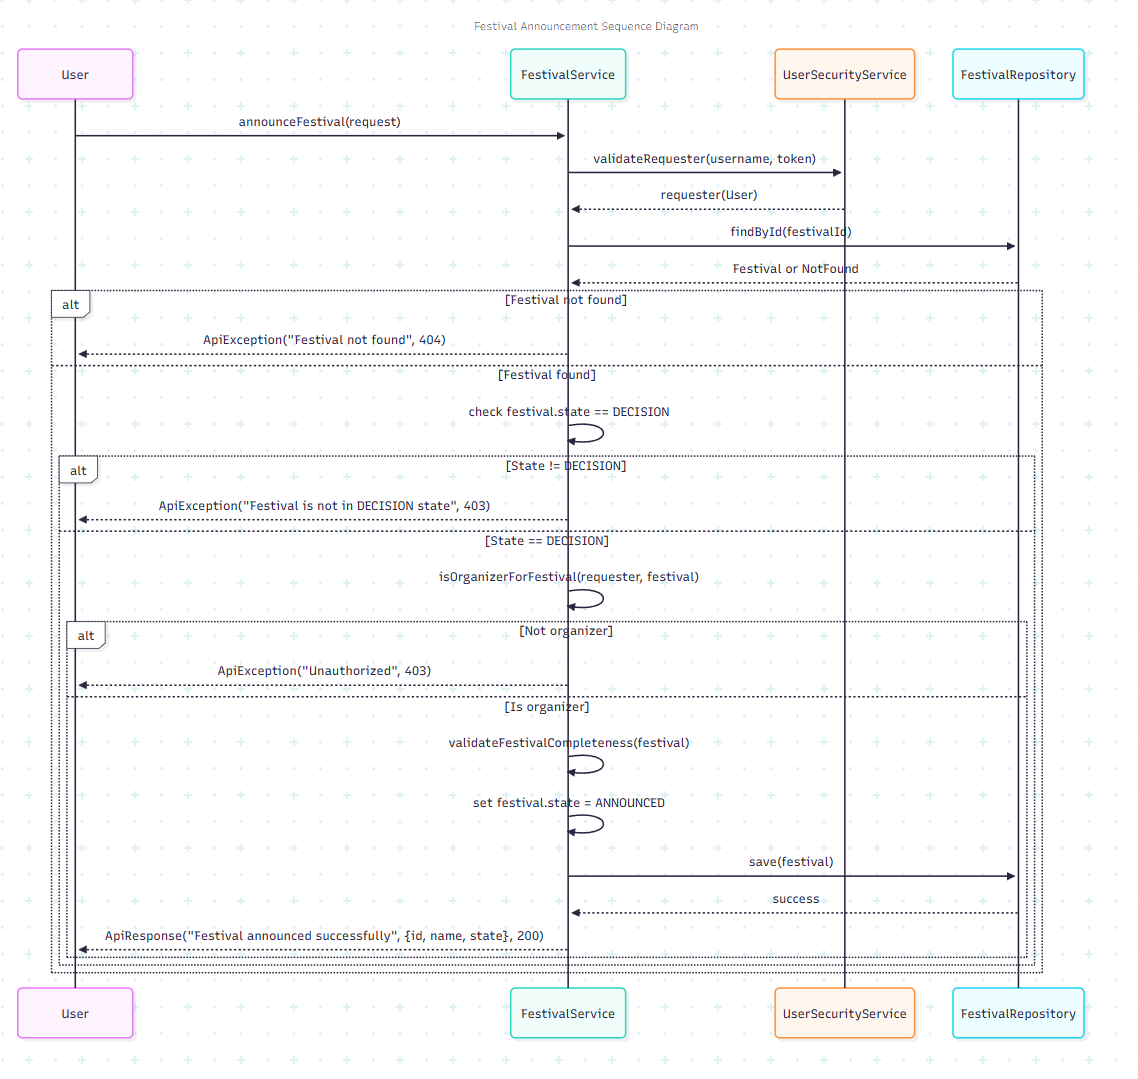 Festival Announcement Sequence Diagram
User
FestivalService
UserSecurityService
FestivalRepository
announceFestival(request)
validateRequester(username, token)
requester(User)
findById(festivalId)
Festival or NotFound
alt
[Festival not found]
ApiException("Festival not found", 404)
[Festival found]
check festival.state == DECISION
alt
[State != DECISION]
ApiException("Festival is not in DECISION state", 403)
[State == DECISION]
isOrganizerForFestival(requester, festival)
alt
[Not organizer]
ApiException("Unauthorized", 403)
[Is organizer]
validateFestivalCompleteness(festival)
set festival.state = ANNOUNCED
save(festival)
success
ApiResponse("Festival announced successfully", {id, name, state}, 200)
User
FestivalService
UserSecurityService
FestivalRepository